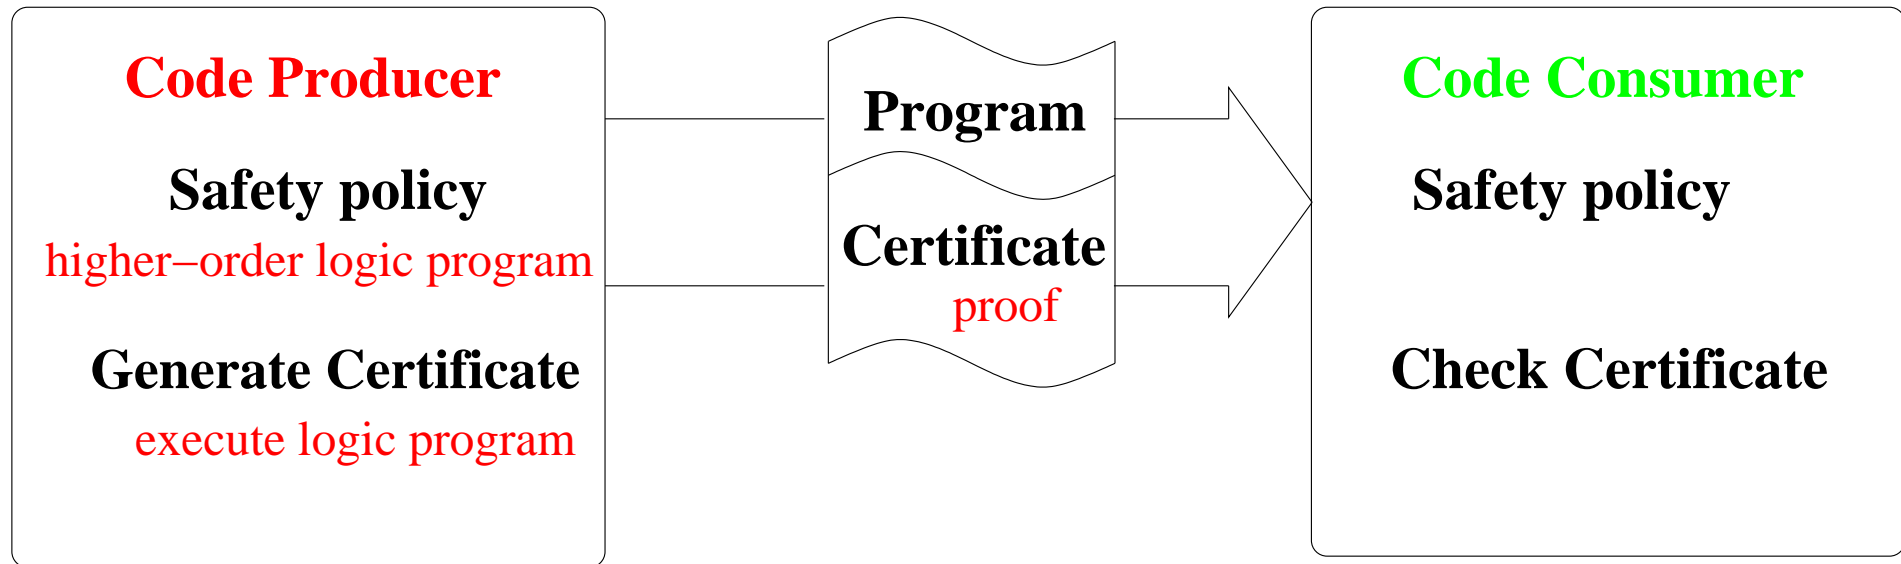 Code Producer
Safety policy
higher−order logic program
Generate Certificate
execute logic program
Program
Certificate
proof
Code Consumer
Safety policy
Check Certificate